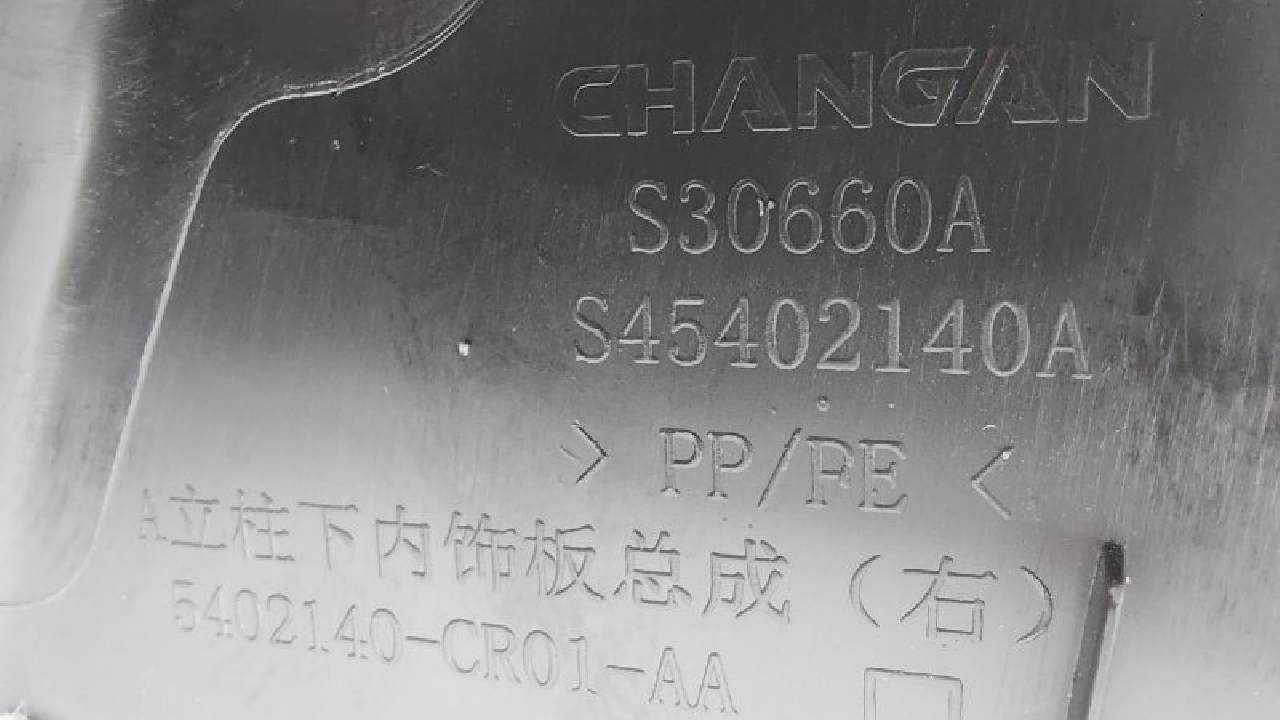 CHANGAN
S30660A
S45402140A
> PP/PE <
A立柱下内饰板总成（右）
5402140-CR01-AA